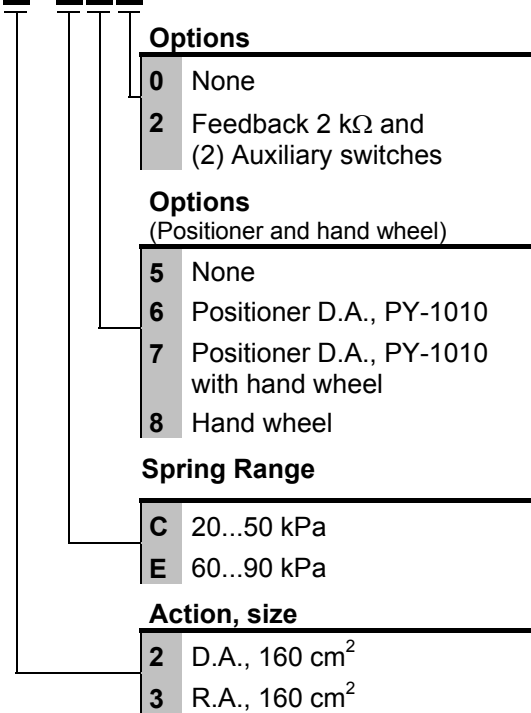 Options
0 None
2 Feedback 2 kΩ and
(2) Auxiliary switches
Options
(Positioner and hand wheel)
5 None
6 Positioner D.A., PY-1010
7 Positioner D.A., PY-1010
with hand wheel
8 Hand wheel
Spring Range
C 20...50 kPa
E 60...90 kPa
Action, size
2 D.A., 160 cm²
3 R.A., 160 cm²